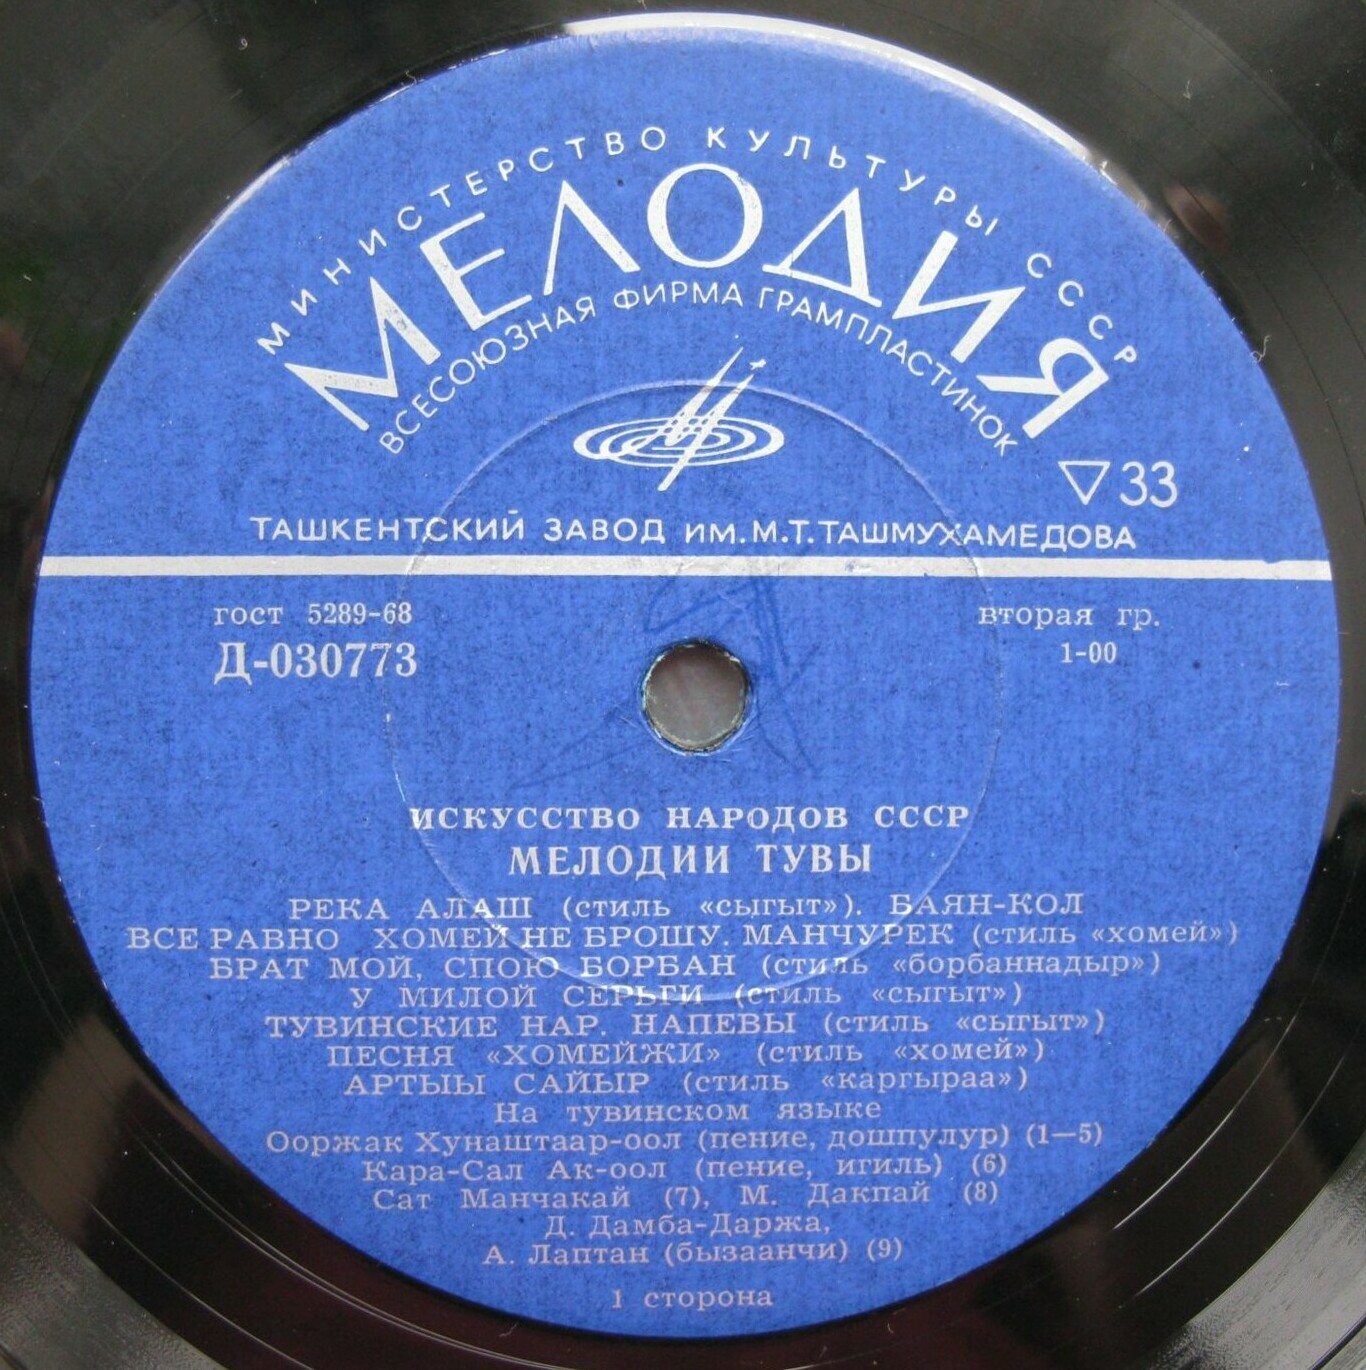 МИНИСТЕРСТВО КУЛЬТУРЫ СССР
МЕЛОДИЯ
ВСЕСОЮЗНАЯ ФИРМА ГРАМПЛАСТИНОК
33
ТАШКЕНТСКИЙ ЗАВОД ИМ. М.Т. ТАШМУХАМЕДОВА
гост 5289-68
вторая гр.
Д-030773
1-00
ИСКУССТВО НАРОДОВ СССР
МЕЛОДИИ ТУВЫ
РЕКА АЛАШ (стиль «сыгыт»). БАЯН-КОЛ
ВСЕ РАВНО ХОМЕЙ НЕ БРОШУ. МАНЧУРЕК (стиль «хомей»)
БРАТ МОЙ, СПОЮ БОРБАН (стиль «борбаннадыр»)
У МИЛОЙ СЕРЬГИ (стиль «сыгыт»)
ТУВИНСКИЕ НАР. НАПЕВЫ (стиль «сыгыт»)
ПЕСНЯ «ХОМЕЙЖИ» (стиль «хомей»)
АРТЫЫ САЙЫР (стиль «каргыраа»)
На тувинском языке
Ооржак Хунаштаар-оол (пение, дошпулур) (1—5)
Кара-Сал Ак-оол (пение, игиль) (6)
Сат Манчакай (7), М. Дакпай (8)
Д. Дамба-Даржа,
А. Лаптан (бызаанчи) (9)
1 сторона